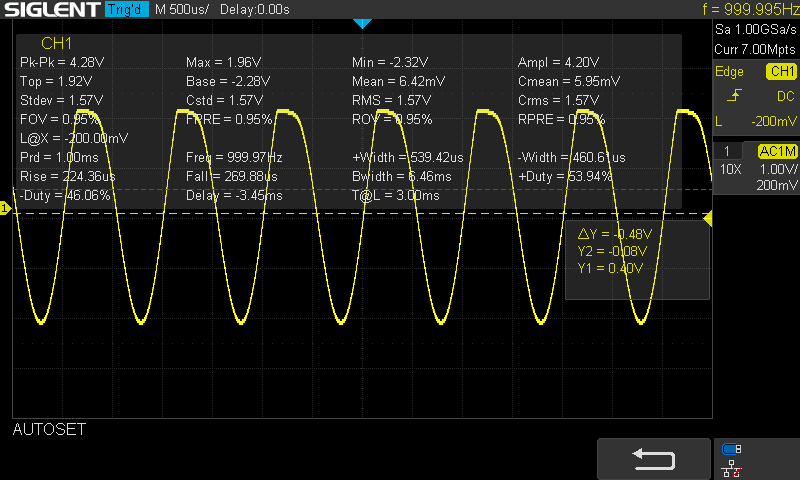 SIGLENT Trig'd M 500us/ Delay:0.00s f = 999.995Hz
Sa 1.00GSa/s
Curr 7.00Mpts
Edge CH1
DC
L -200mV
1 AC1M
10X 1.00V/
200mV
CH1
Pk-Pk = 4.28V Max = 1.96V Min = -2.32V Ampl = 4.20V
Top = 1.92V Base = -2.28V Mean = 6.42mV Cmean = 5.95mV
Stdev = 1.57V Cstd = 1.57V RMS = 1.57V Crms = 1.57V
FOV = 0.95% FPRE = 0.95% ROV = 0.95% RPRE = 0.95%
L@X = -200.00mV
Prd = 1.00ms Freq = 999.97Hz +Width = 539.42us -Width = 460.61us
Rise = 224.36us Fall = 269.88us Bwidth = 6.46ms +Duty = 53.94%
-Duty = 46.06% Delay = -3.45ms T@L = 3.00ms
1
ΔY = -0.48V
Y2 = -0.08V
Y1 = 0.40V
AUTOSET